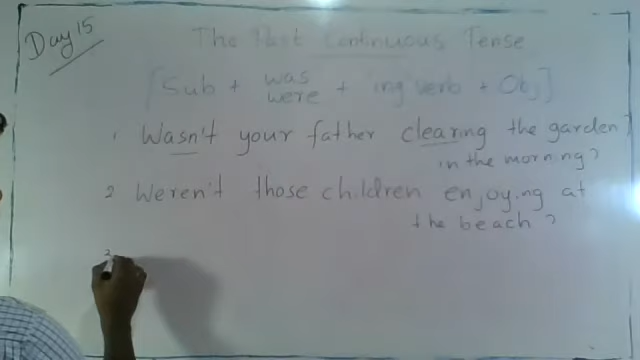 Day 15
The Past Continuous Tense
[Sub + was
were + 'ing' verb + Obj]
1 Wasn't your father clearing the garden
in the morning?
2 Weren't those children enjoying at
the beach?